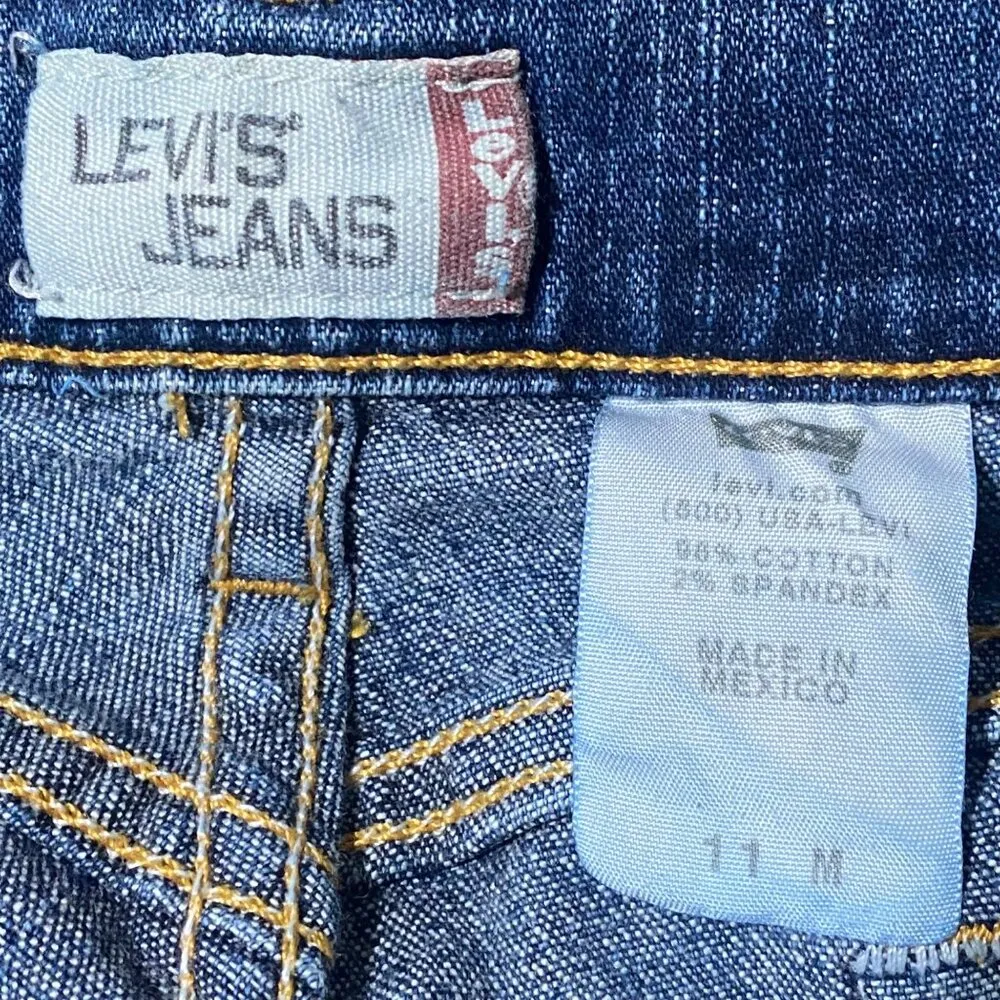 LEVI'S®
JEANS
LEVI'S
levi.com
(800) USA-LEVI
98% COTTON
2% SPANDEX
MADE IN
MEXICO
11 M